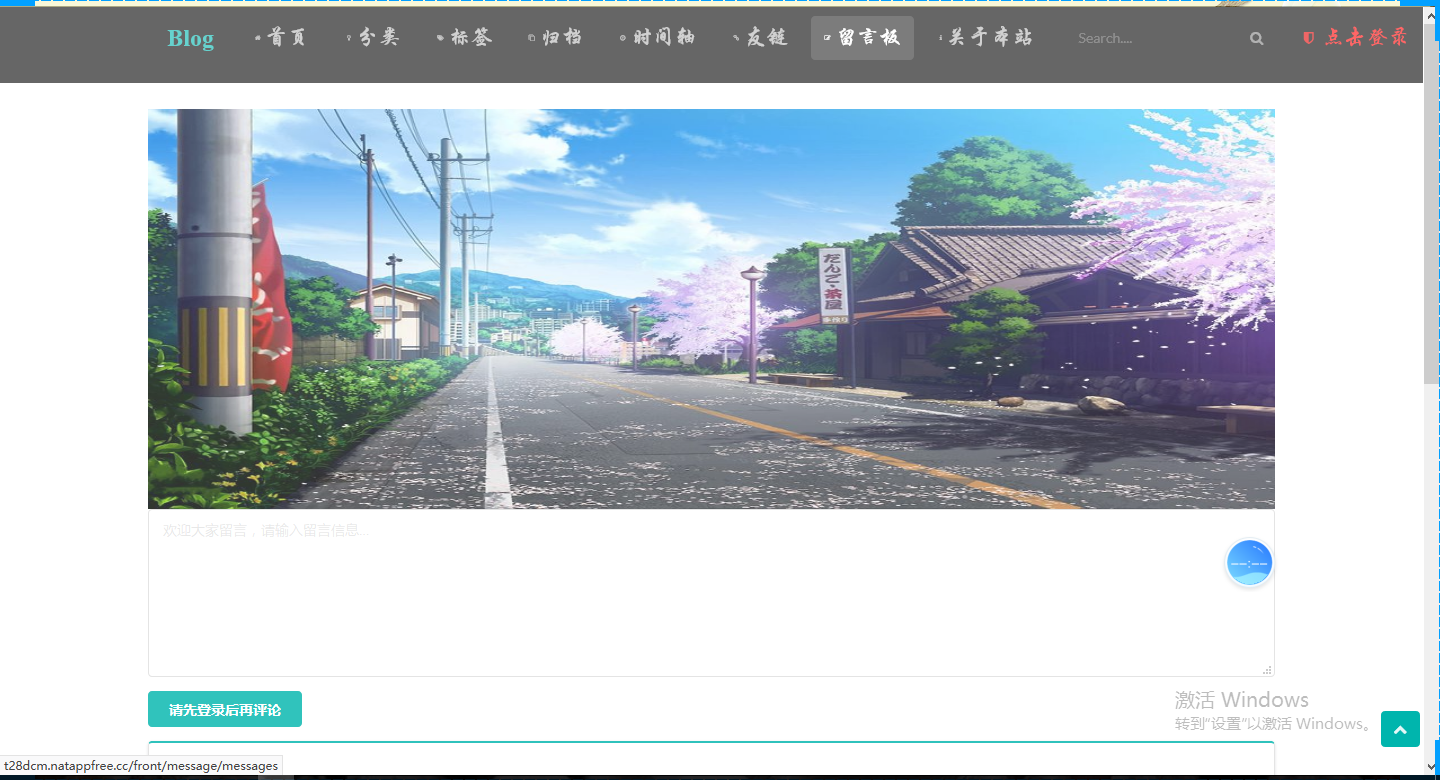 Blog 首页 分类 标签 归档 时间轴 友链 留言板 关于本站 Search.... 点击登录
だんご・茶屋
欢迎大家留言，请输入留言信息...
请先登录后再评论
激活 Windows
转到"设置"以激活 Windows。
t28dcm.natappfree.cc/front/message/messages